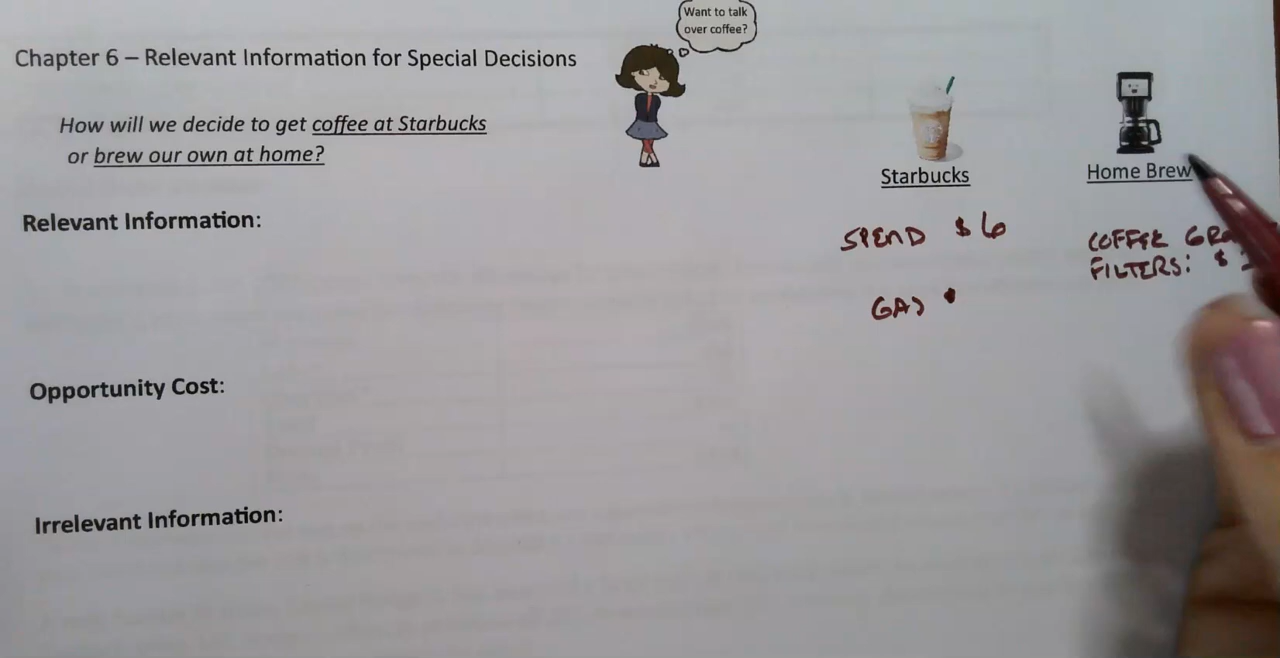 Want to talk
over coffee?
Chapter 6 – Relevant Information for Special Decisions
How will we decide to get coffee at Starbucks
or brew our own at home?
Starbucks
Home Brew
Relevant Information:
SPEND $6
COFFEE
FILTERS: $
GAS
Opportunity Cost:
Irrelevant Information: